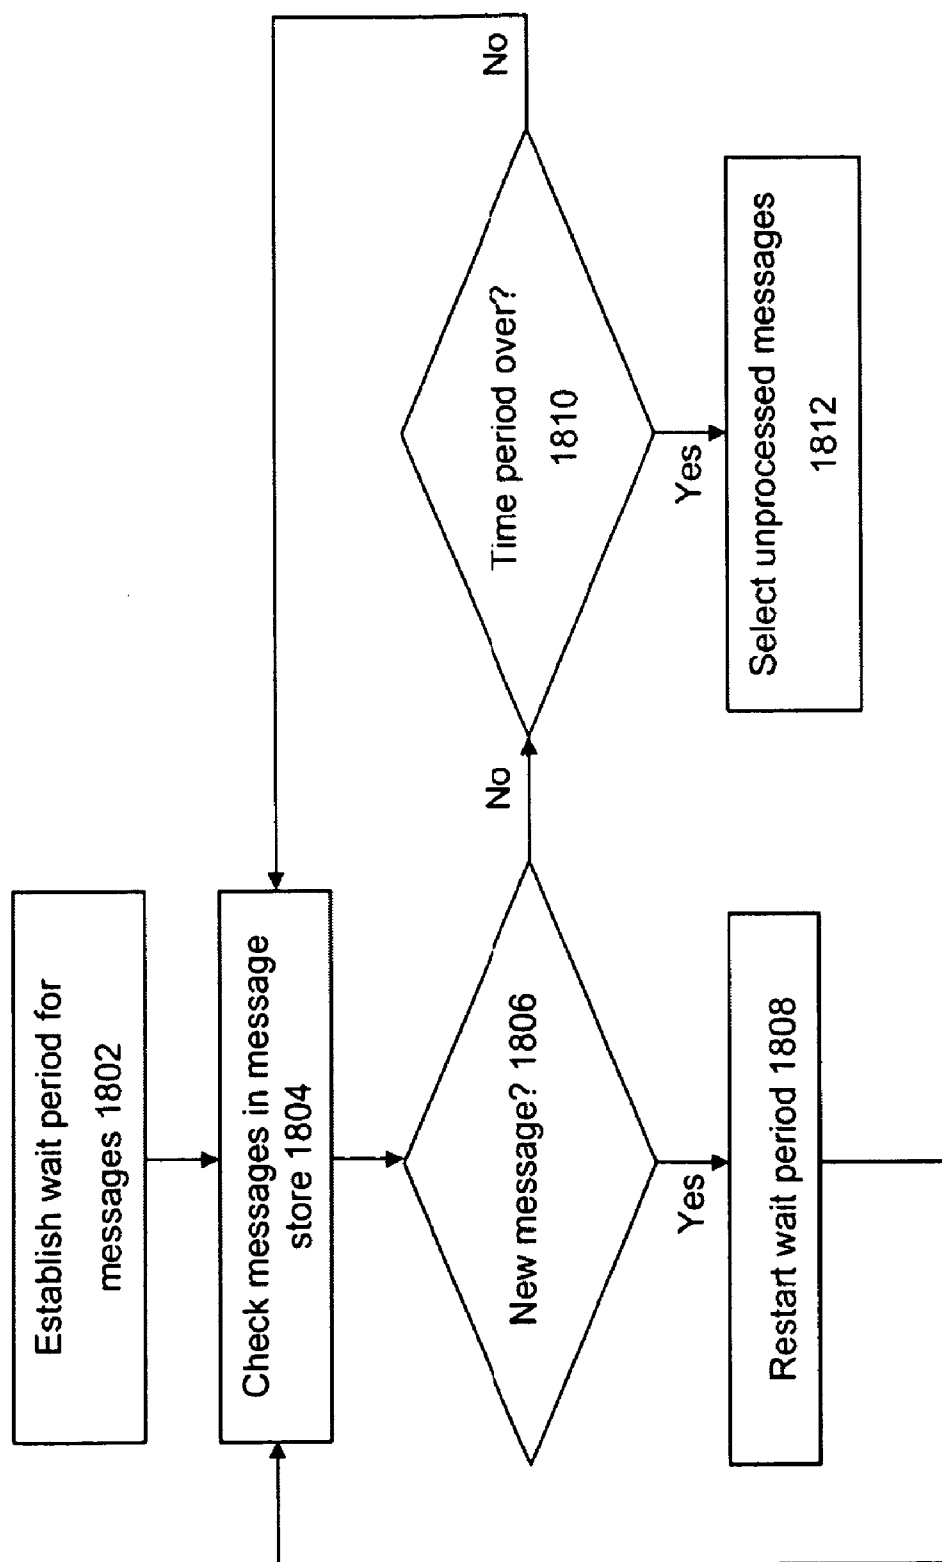 Establish wait period for
messages 1802
Check messages in message
store 1804
New message? 1806
No
Yes
Restart wait period 1808
Time period over?
1810
No
Yes
Select unprocessed messages
1812